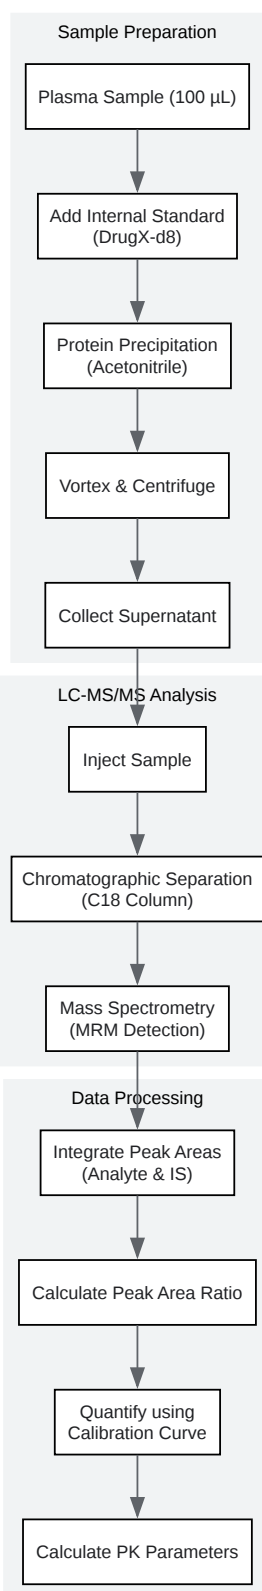 Sample Preparation
Plasma Sample (100 µL)
Add Internal Standard
(DrugX-d8)
Protein Precipitation
(Acetonitrile)
Vortex & Centrifuge
Collect Supernatant
LC-MS/MS Analysis
Inject Sample
Chromatographic Separation
(C18 Column)
Mass Spectrometry
(MRM Detection)
Data Processing
Integrate Peak Areas
(Analyte & IS)
Calculate Peak Area Ratio
Quantify using
Calibration Curve
Calculate PK Parameters